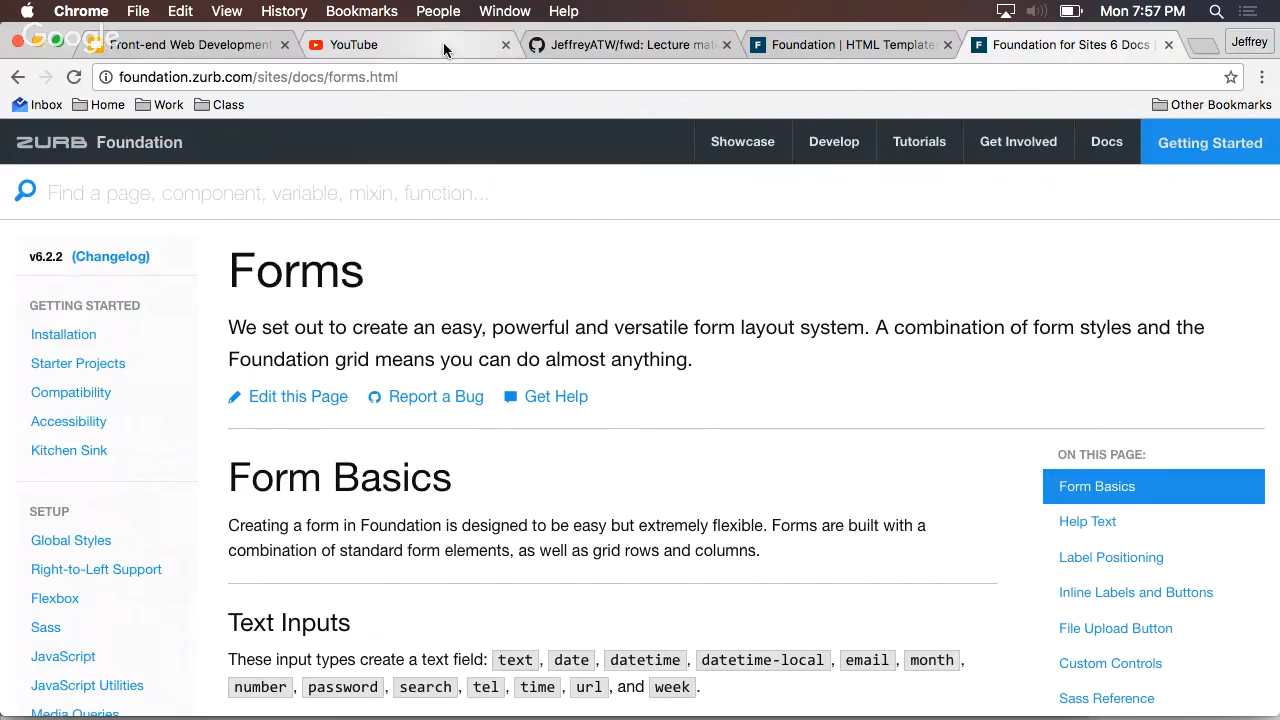 Chrome File Edit View History Bookmarks People Window Help Mon 7:57 PM
Google
Front-end Web Development
YouTube
JeffreyATW/fwd: Lecture mat
Foundation | HTML Template
Foundation for Sites 6 Docs
Jeffrey
foundation.zurb.com/sites/docs/forms.html
Inbox Home Work Class Other Bookmarks
ZURB Foundation Showcase Develop Tutorials Get Involved Docs Getting Started
Find a page, component, variable, mixin, function...
v6.2.2 (Changelog)
GETTING STARTED
Installation
Starter Projects
Compatibility
Accessibility
Kitchen Sink
SETUP
Global Styles
Right-to-Left Support
Flexbox
Sass
JavaScript
JavaScript Utilities
Media Queries
Forms
We set out to create an easy, powerful and versatile form layout system. A combination of form styles and the
Foundation grid means you can do almost anything.
Edit this Page Report a Bug Get Help
Form Basics
Creating a form in Foundation is designed to be easy but extremely flexible. Forms are built with a
combination of standard form elements, as well as grid rows and columns.
Text Inputs
These input types create a text field: text, date, datetime, datetime-local, email, month,
number, password, search, tel, time, url, and week.
ON THIS PAGE:
Form Basics
Help Text
Label Positioning
Inline Labels and Buttons
File Upload Button
Custom Controls
Sass Reference